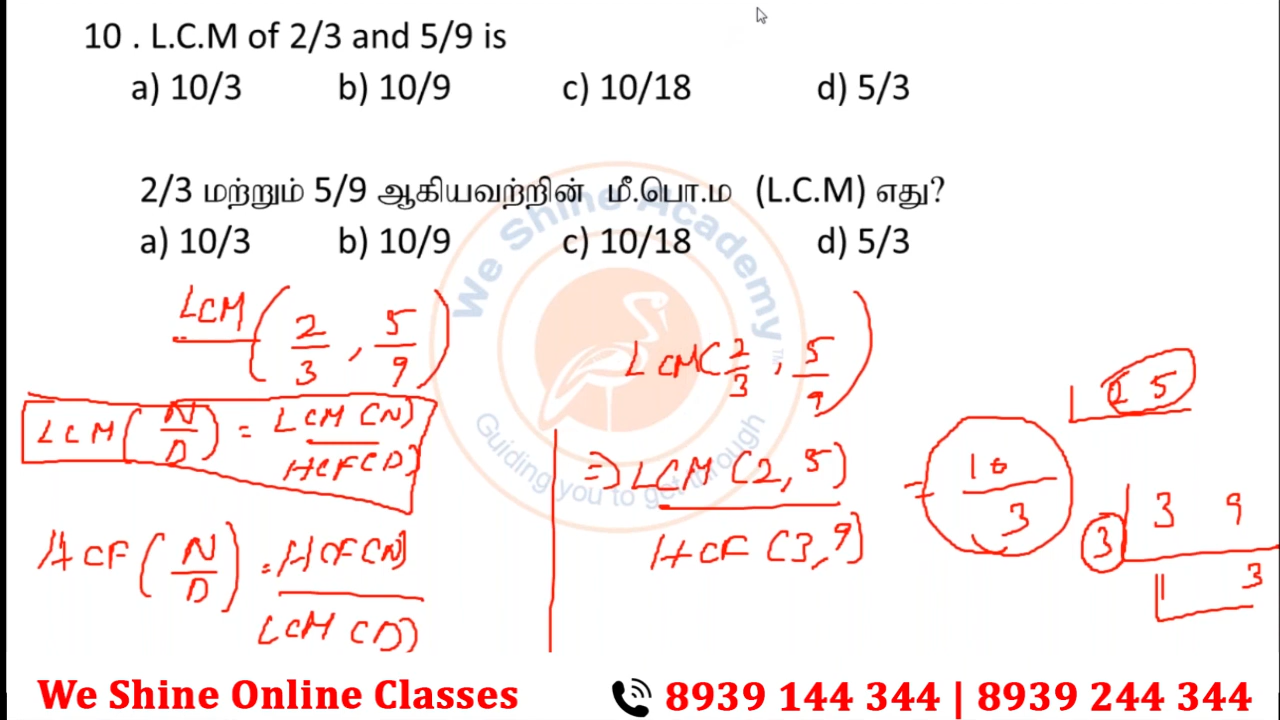 10 . L.C.M of 2/3 and 5/9 is
a) 10/3 b) 10/9 c) 10/18 d) 5/3
2/3 மற்றும் 5/9 ஆகியவற்றின் மீ.பொ.ம (L.C.M) எது?
a) 10/3 b) 10/9 c) 10/18 d) 5/3
We Shine Academy
TM
Guiding you to get through
LCM (2/3, 5/9)
LCM (N/D) = LCM(N)/HCF(D)
HCF (N/D) = HCF(N)/LCM(D)
LCM(2/3, 5/9)
=> LCM (2, 5)/HCF (3, 9) = 10/3
2 5
3 3 9
1 3
We Shine Online Classes 8939 144 344 | 8939 244 344